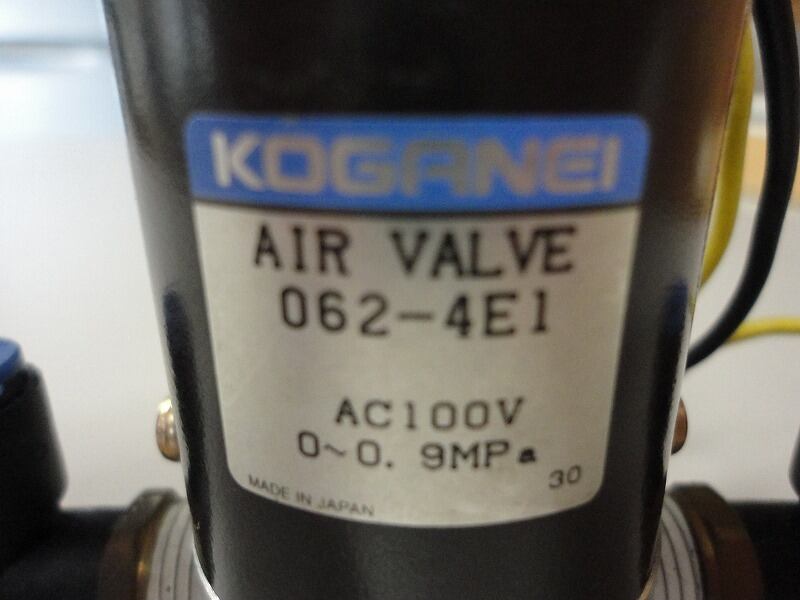 KOGANEI
AIR VALVE
062-4E1
AC100V
0~0.9MPa
MADE IN JAPAN
30